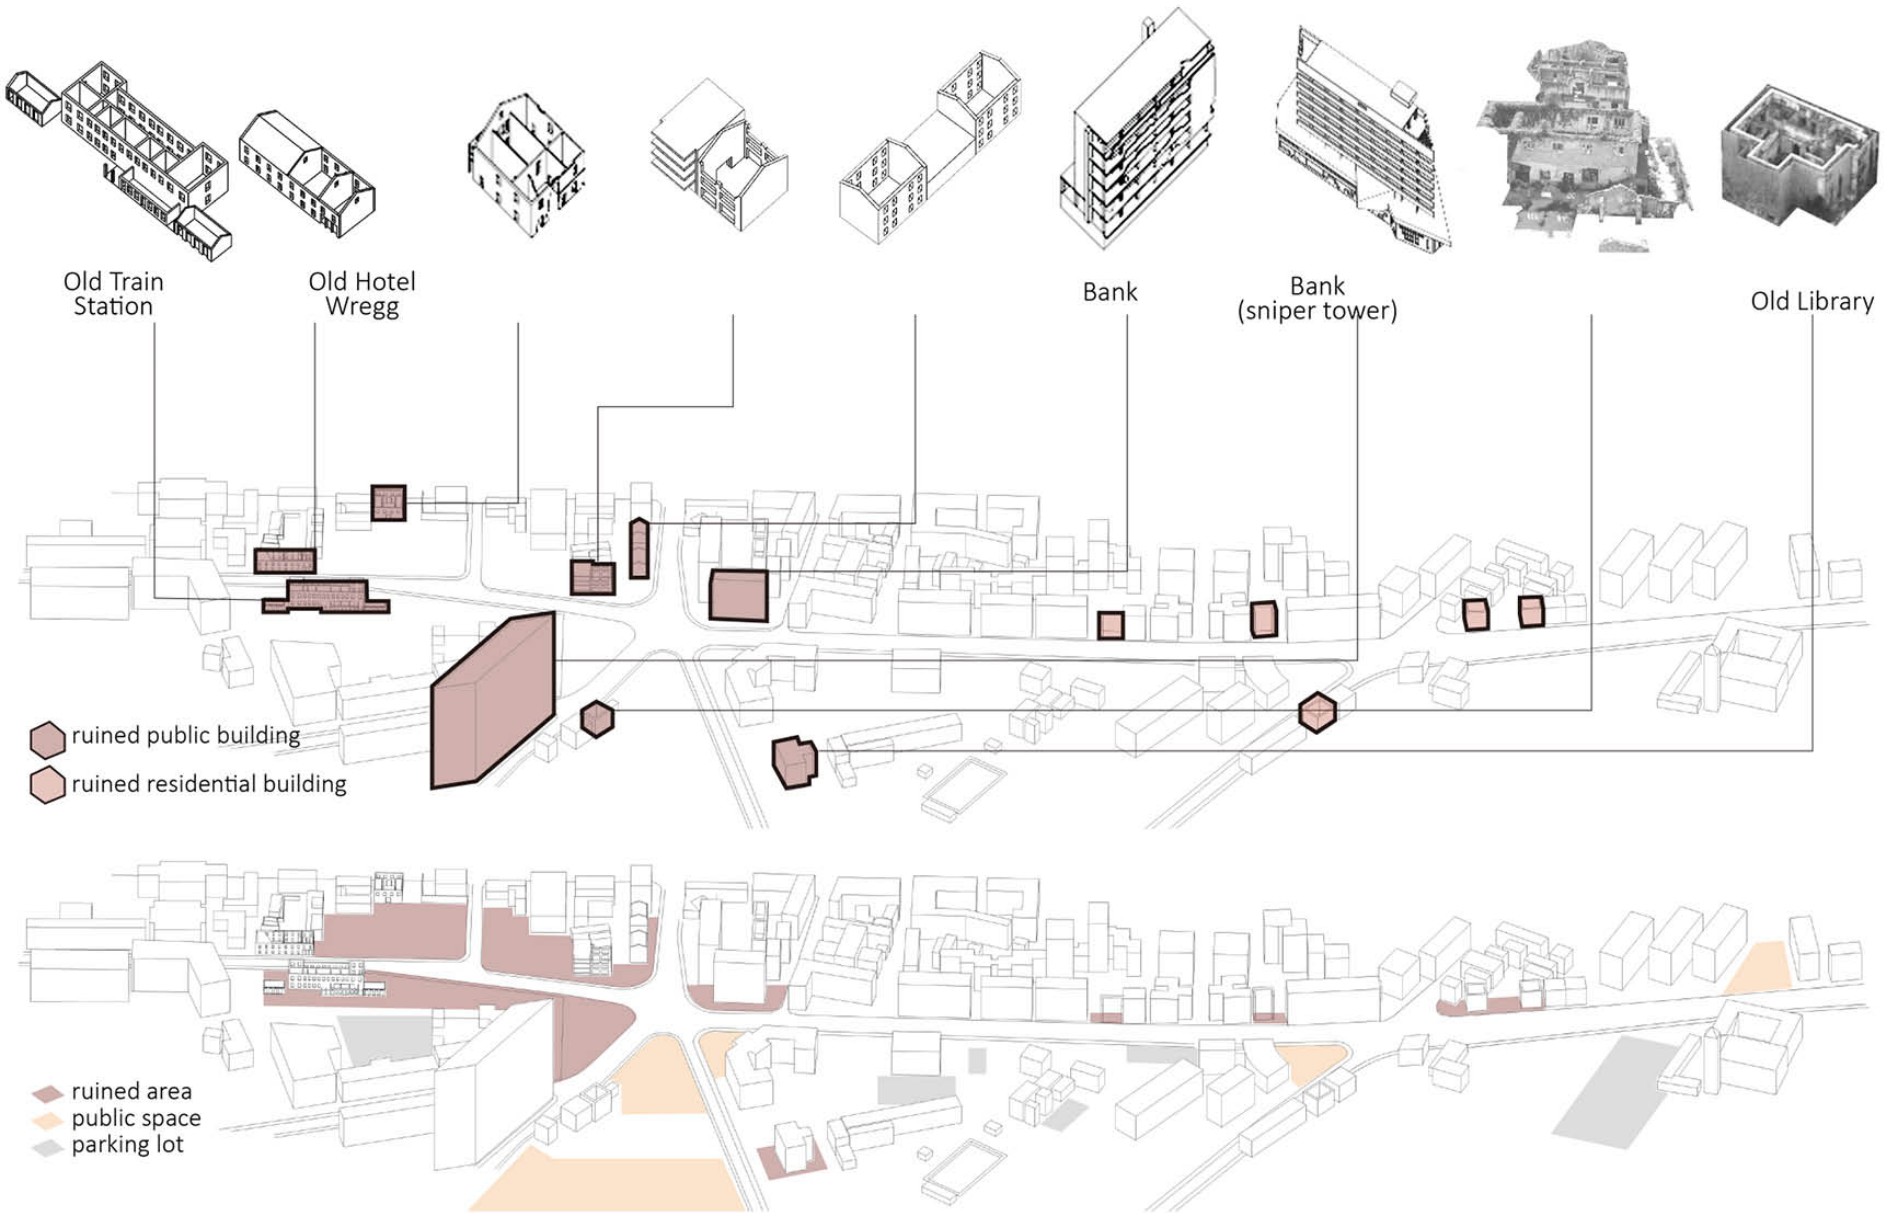 Old Train
Station
Old Hotel
Wregg
Bank
Bank
(sniper tower)
Old Library
ruined public building
ruined residential building
ruined area
public space
parking lot